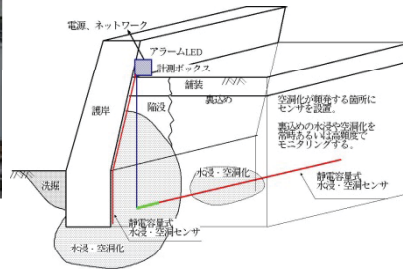 電源、ネットワーク
アラームLED
計測ボックス
舗装
護岸
陥没
裏込め
空洞化が頻発する箇所に
センサを設置。
裏込めの水浸や空洞化を
常時あるいは高頻度で
モニタリングする。
洗掘
水浸・空洞化
静電容量式
水浸・空洞センサ
静電容量式
水浸・空洞センサ
水浸・空洞化